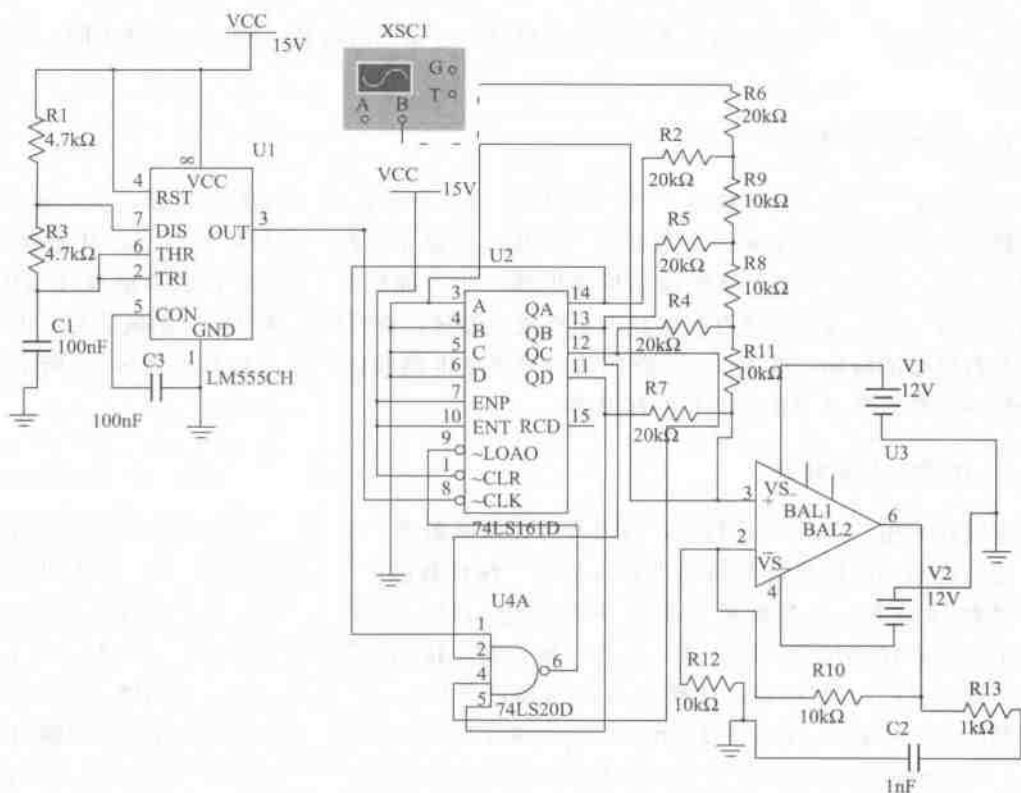 VCC
15V
XSC1
G
T
A
B
R1
4.7kΩ
U1
8
VCC
4
RST
7
DIS
OUT
3
R3
4.7kΩ
6
THR
2
TRI
5
CON
GND
1
C1
100nF
C3
100nF
LM555CH
VCC
15V
R6
20kΩ
R2
20kΩ
R9
10kΩ
R5
20kΩ
R8
10kΩ
R4
20kΩ
R11
10kΩ
R7
20kΩ
U2
3
A
QA
14
4
B
QB
13
5
C
QC
12
6
D
QD
11
7
ENP
10
ENT
RCD
15
9
~LOAO
1
~CLR
8
~CLK
74LS161D
U4A
1
2
4
5
6
74LS20D
V1
12V
U3
3
+
VS_
BAL1
BAL2
6
2
-
VS_
4
V2
12V
R12
10kΩ
R10
10kΩ
R13
1kΩ
C2
1nF